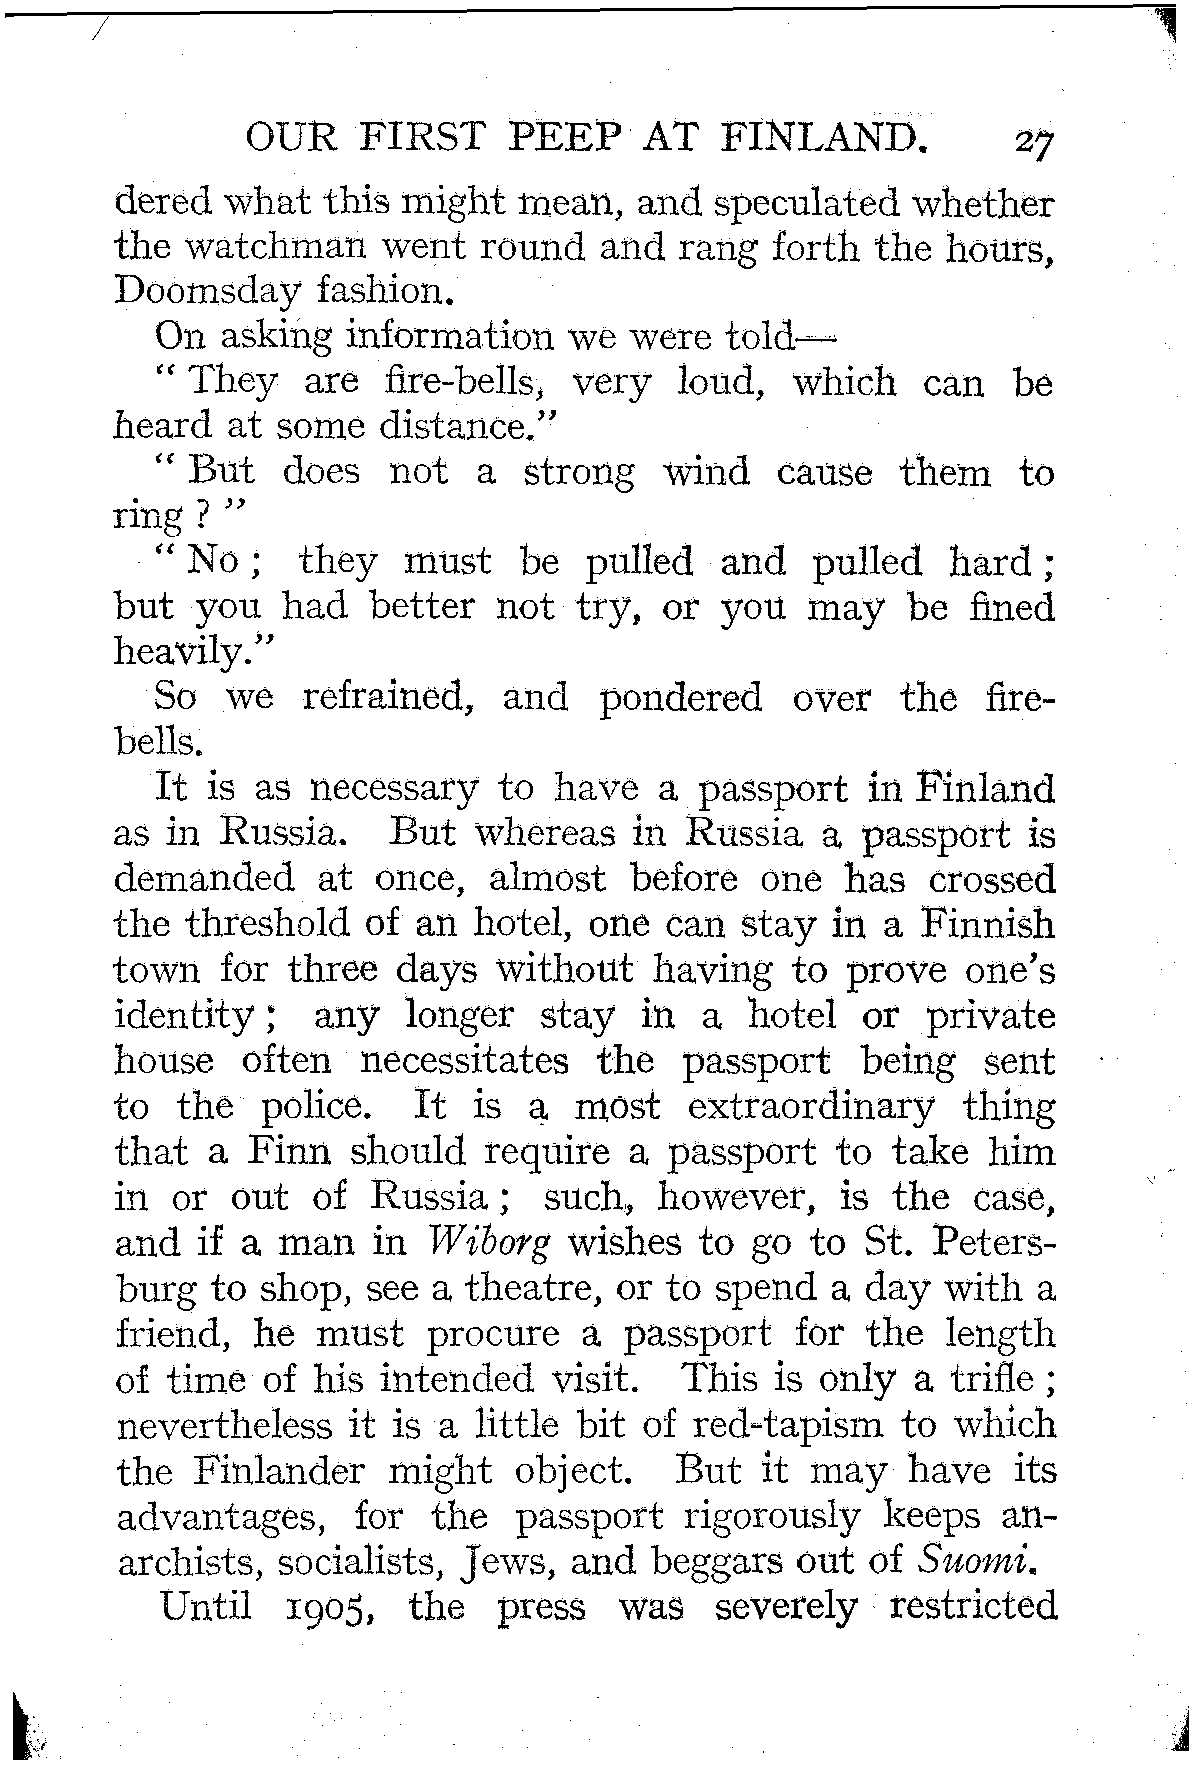 OUR FIRST PEEP AT FINLAND. 27
dered what this might mean, and speculated whether
the watchman went round and rang forth the hours,
Doomsday fashion.
On asking information we were told—
" They are fire-bells, very loud, which can be
heard at some distance."
" But does not a strong wind cause them to
ring ? "
" No ; they must be pulled and pulled hard ;
but you had better not try, or you may be fined
heavily."
So we refrained, and pondered over the fire-
bells.
It is as necessary to have a passport in Finland
as in Russia. But whereas in Russia a passport is
demanded at once, almost before one has crossed
the threshold of an hotel, one can stay in a Finnish
town for three days without having to prove one's
identity ; any longer stay in a hotel or private
house often necessitates the passport being sent
to the police. It is a most extraordinary thing
that a Finn should require a passport to take him
in or out of Russia ; such, however, is the case,
and if a man in Wiborg wishes to go to St. Peters-
burg to shop, see a theatre, or to spend a day with a
friend, he must procure a passport for the length
of time of his intended visit. This is only a trifle ;
nevertheless it is a little bit of red-tapism to which
the Finlander might object. But it may have its
advantages, for the passport rigorously keeps an-
archists, socialists, Jews, and beggars out of Suomi.
Until 1905, the press was severely restricted